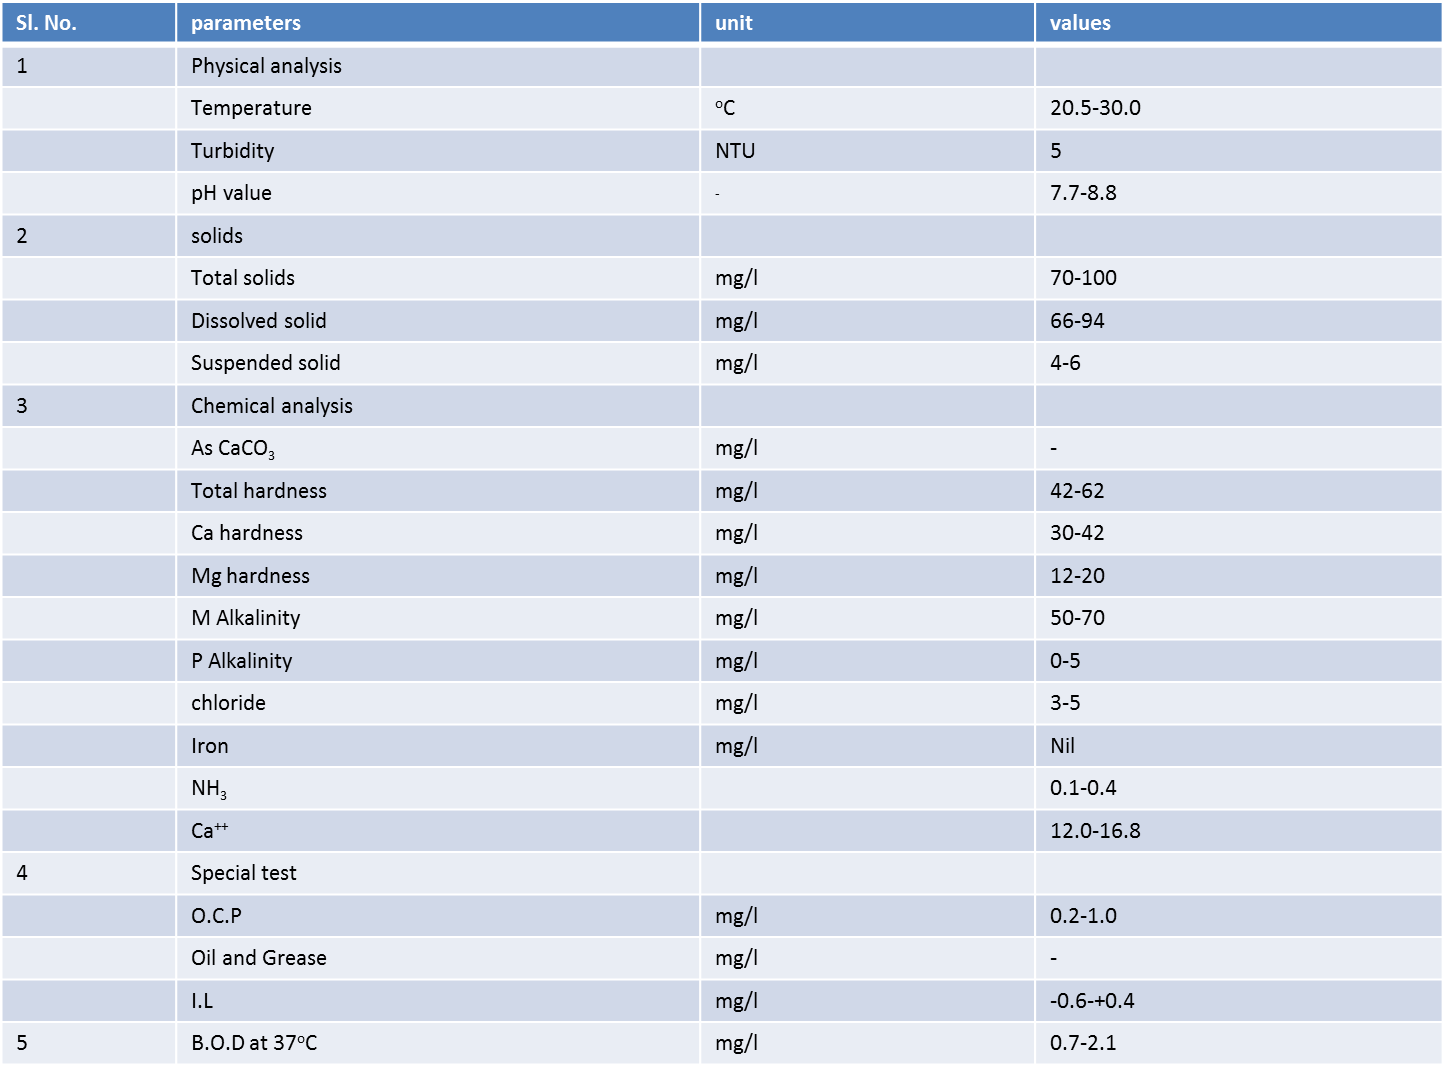 Sl. No. parameters unit values
1 Physical analysis
Temperature °C 20.5-30.0
Turbidity NTU 5
pH value - 7.7-8.8
2 solids
Total solids mg/l 70-100
Dissolved solid mg/l 66-94
Suspended solid mg/l 4-6
3 Chemical analysis
As CaCO₃ mg/l -
Total hardness mg/l 42-62
Ca hardness mg/l 30-42
Mg hardness mg/l 12-20
M Alkalinity mg/l 50-70
P Alkalinity mg/l 0-5
chloride mg/l 3-5
Iron mg/l Nil
NH₃ 0.1-0.4
Ca⁺⁺ 12.0-16.8
4 Special test
O.C.P mg/l 0.2-1.0
Oil and Grease mg/l -
I.L mg/l -0.6-+0.4
5 B.O.D at 37°C mg/l 0.7-2.1